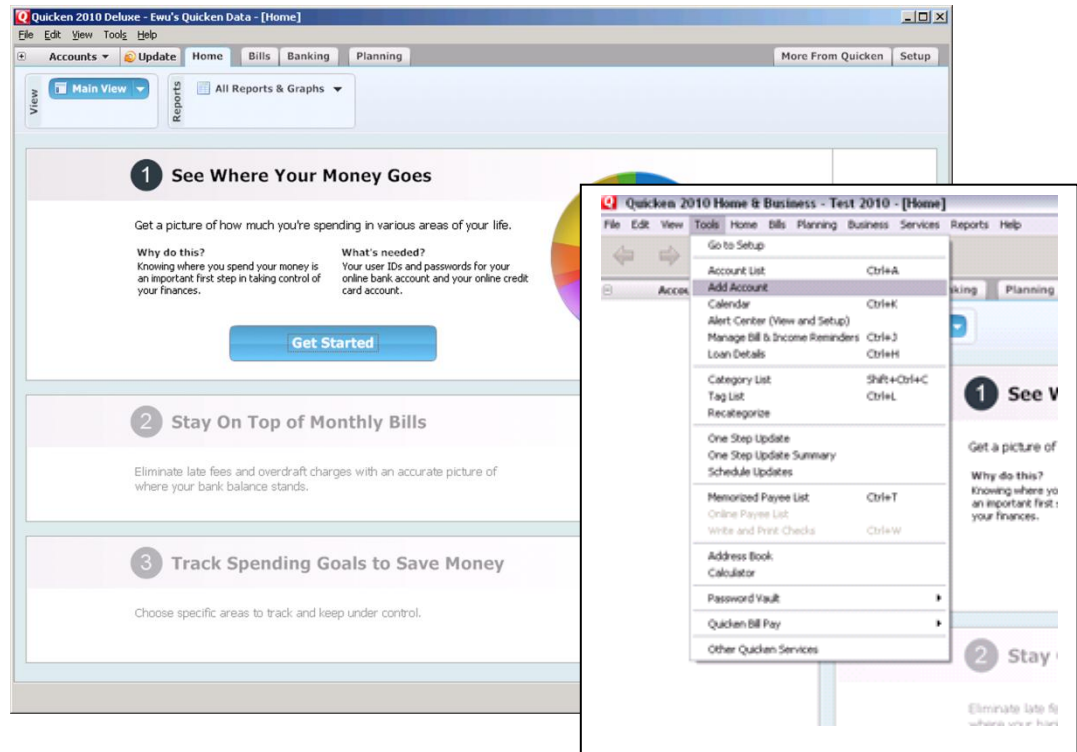 Quicken 2010 Deluxe - Ewu's Quicken Data - [Home]
File Edit View Tools Help
Accounts Update Home Bills Banking Planning More From Quicken Setup
View Main View Reports All Reports & Graphs
1 See Where Your Money Goes
Get a picture of how much you're spending in various areas of your life.
Why do this? What's needed?
Knowing where you spend your money is Your user IDs and passwords for your
an important first step in taking control of online bank account and your online credit
your finances. card account.
Get Started
2 Stay On Top of Monthly Bills
Eliminate late fees and overdraft charges with an accurate picture of
where your bank balance stands.
3 Track Spending Goals to Save Money
Choose specific areas to track and keep under control.
Quicken 2010 Home & Business - Test 2010 - [Home]
File Edit View Tools Home Bills Planning Business Services Reports Help
Go to Setup
Account List Ctrl+A
Add Account
Calendar Ctrl+K
Alert Center (View and Setup)
Manage Bill & Income Reminders Ctrl+J
Loan Details Ctrl+H
Category List Shift+Ctrl+C
Tag List Ctrl+L
Recategorize
One Step Update
One Step Update Summary
Schedule Updates
Memorized Payee List Ctrl+T
Online Payee List
Write and Print Checks Ctrl+W
Address Book
Calculator
Password Vault
Quicken Bill Pay
Other Quicken Services
Accou
king Planning
1 See W
Get a picture of
Why do this?
Knowing where yo
an important first s
your finances.
2 Stay
Eliminate late fe
where your bank